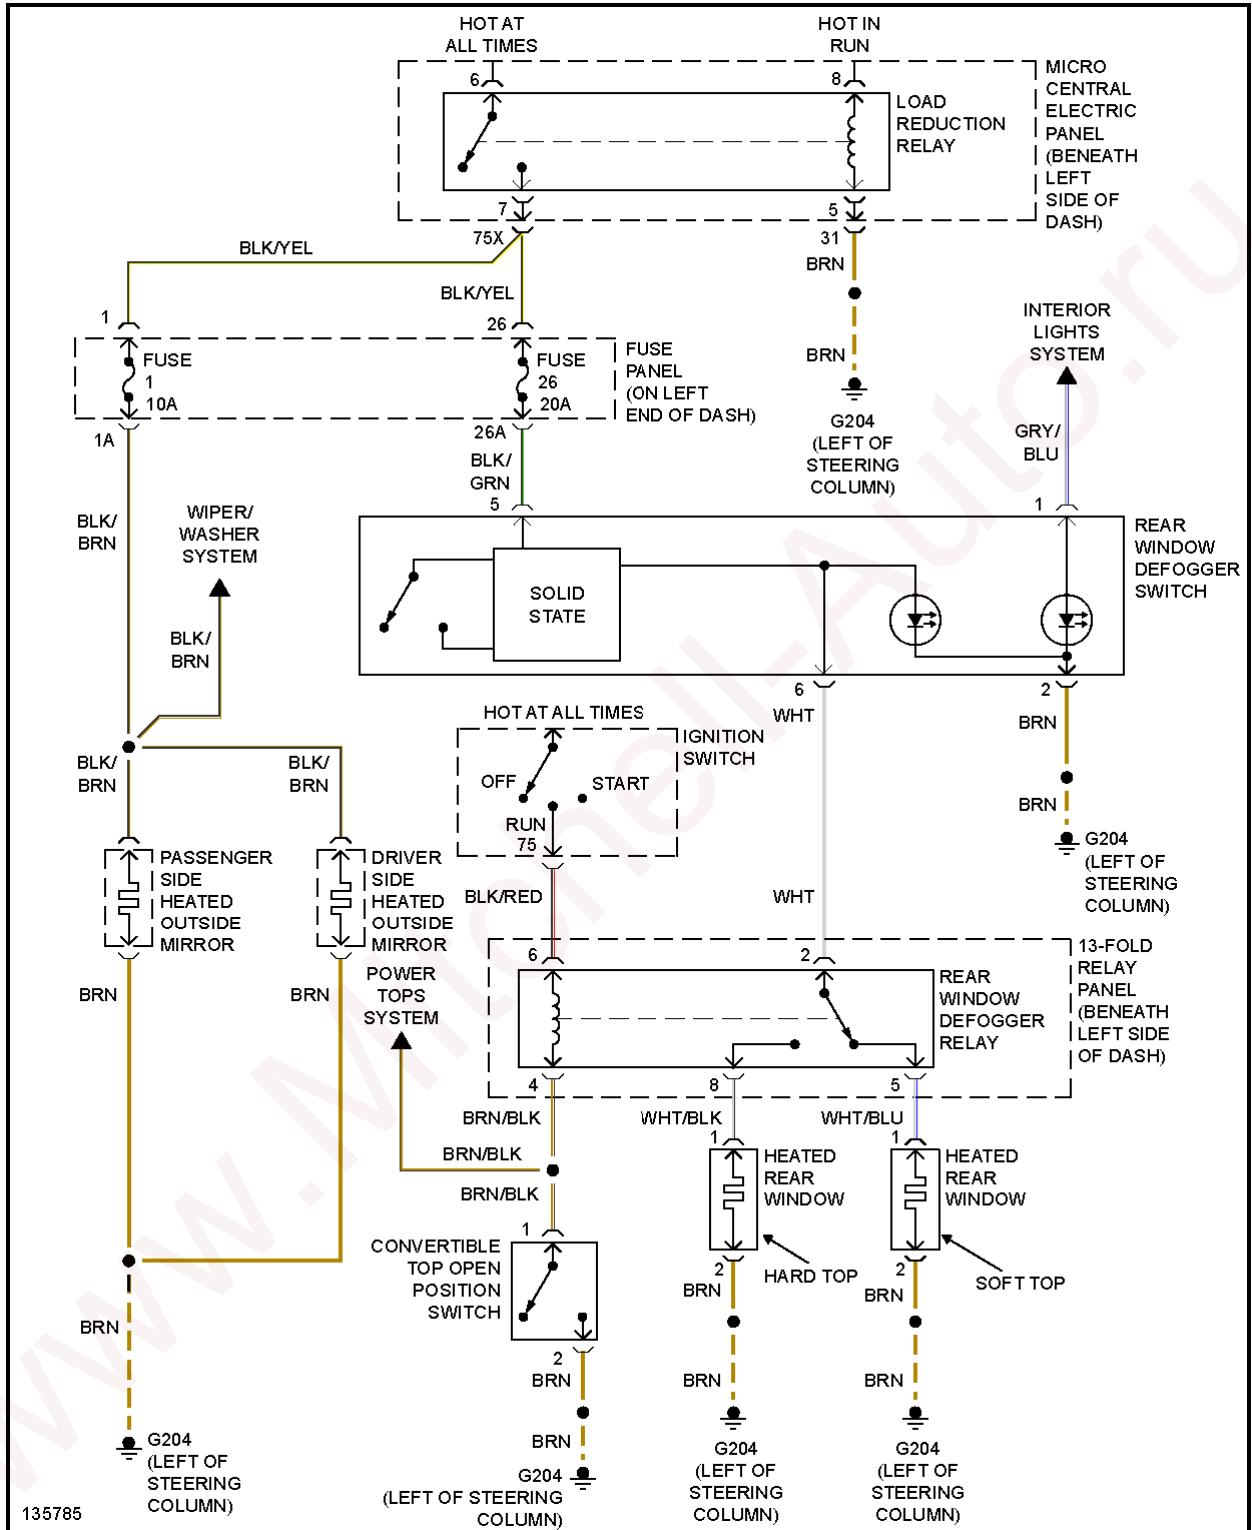 HOT AT
ALL TIMES
HOT IN
RUN
6
8
MICRO
CENTRAL
ELECTRIC
PANEL
(BENEATH
LEFT
SIDE OF
DASH)
LOAD
REDUCTION
RELAY
7
5
75X
31
BLK/YEL
BRN
BLK/YEL
INTERIOR
LIGHTS
SYSTEM
1
26
BRN
FUSE
1
10A
FUSE
26
20A
FUSE
PANEL
(ON LEFT
END OF DASH)
G204
(LEFT OF
STEERING
COLUMN)
1A
26A
GRY/
BLU
BLK/
GRN
5
1
BLK/
BRN
WIPER/
WASHER
SYSTEM
REAR
WINDOW
DEFOGGER
SWITCH
SOLID
STATE
BLK/
BRN
6
2
WHT
BRN
HOT AT ALL TIMES
IGNITION
SWITCH
BLK/
BRN
BLK/
BRN
OFF
START
RUN
75
BRN
G204
(LEFT OF
STEERING
COLUMN)
PASSENGER
SIDE
HEATED
OUTSIDE
MIRROR
DRIVER
SIDE
HEATED
OUTSIDE
MIRROR
BLK/RED
WHT
6
2
13-FOLD
RELAY
PANEL
(BENEATH
LEFT SIDE
OF DASH)
BRN
BRN
POWER
TOPS
SYSTEM
REAR
WINDOW
DEFOGGER
RELAY
4
8
5
BRN/BLK
WHT/BLK
WHT/BLU
BRN/BLK
1
1
HEATED
REAR
WINDOW
HEATED
REAR
WINDOW
BRN/BLK
1
CONVERTIBLE
TOP OPEN
POSITION
SWITCH
2
HARD TOP
2
SOFT TOP
BRN
BRN
BRN
2
BRN
BRN
BRN
BRN
G204
(LEFT OF
STEERING
COLUMN)
G204
(LEFT OF STEERING
COLUMN)
G204
(LEFT OF
STEERING
COLUMN)
G204
(LEFT OF
STEERING
COLUMN)
135785
www.Mitchell-Auto.ru